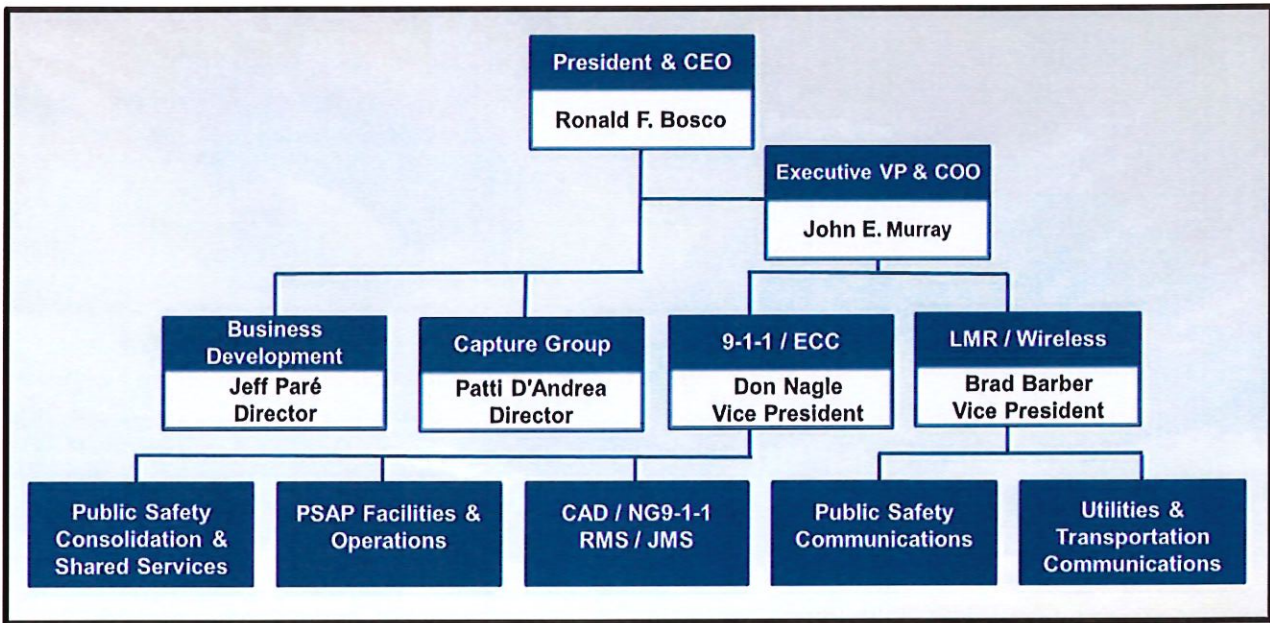 President & CEO
Ronald F. Bosco
Executive VP & COO
John E. Murray
Business
Development
Jeff Paré
Director
Capture Group
Patti D'Andrea
Director
9-1-1 / ECC
Don Nagle
Vice President
LMR / Wireless
Brad Barber
Vice President
Public Safety
Consolidation &
Shared Services
PSAP Facilities &
Operations
CAD / NG9-1-1
RMS / JMS
Public Safety
Communications
Utilities &
Transportation
Communications